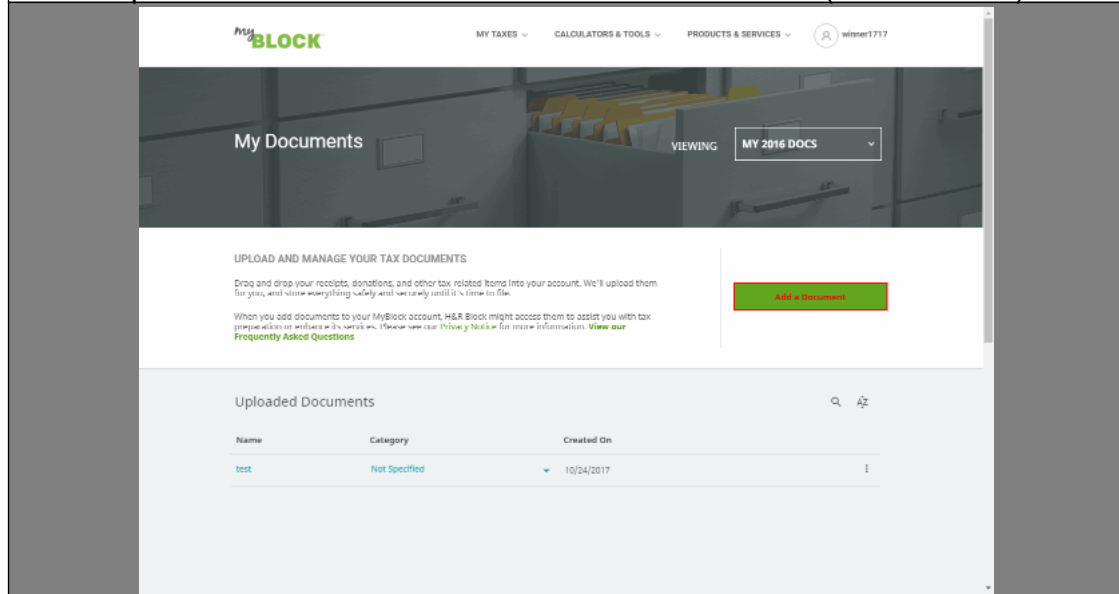 my BLOCK
MY TAXES CALCULATORS & TOOLS PRODUCTS & SERVICES winner1717
My Documents
VIEWING MY 2016 DOCS
UPLOAD AND MANAGE YOUR TAX DOCUMENTS
Drag and drop your receipts, donations, and other tax related items into your account. We'll upload them
for you, and store everything safely and securely until it's time to file.
Add a Document
When you add documents to your MyBlock account, H&R Block might access them to assist you with tax
preparation or enhance its services. Please see our Privacy Notice for more information. View our
Frequently Asked Questions
Uploaded Documents
AZ
Name Category Created On
test Not Specified 10/24/2017